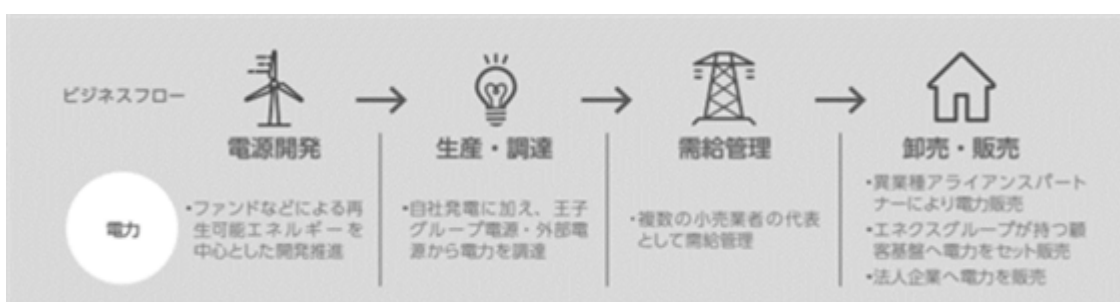 ビジネスフロー
電源開発
生産・調達
需給管理
卸売・販売
電力
•ファンドなどによる再
生可能エネルギーを
中心とした開発推進
•自社発電に加え、王子
グループ電源・外部電
源から電力を調達
•複数の小売業者の代表
として需給管理
•異業種アライアンスパート
ナーにより電力販売
•エネクスグループが持つ顧
客基盤へ電力をセット販売
•法人企業へ電力を販売